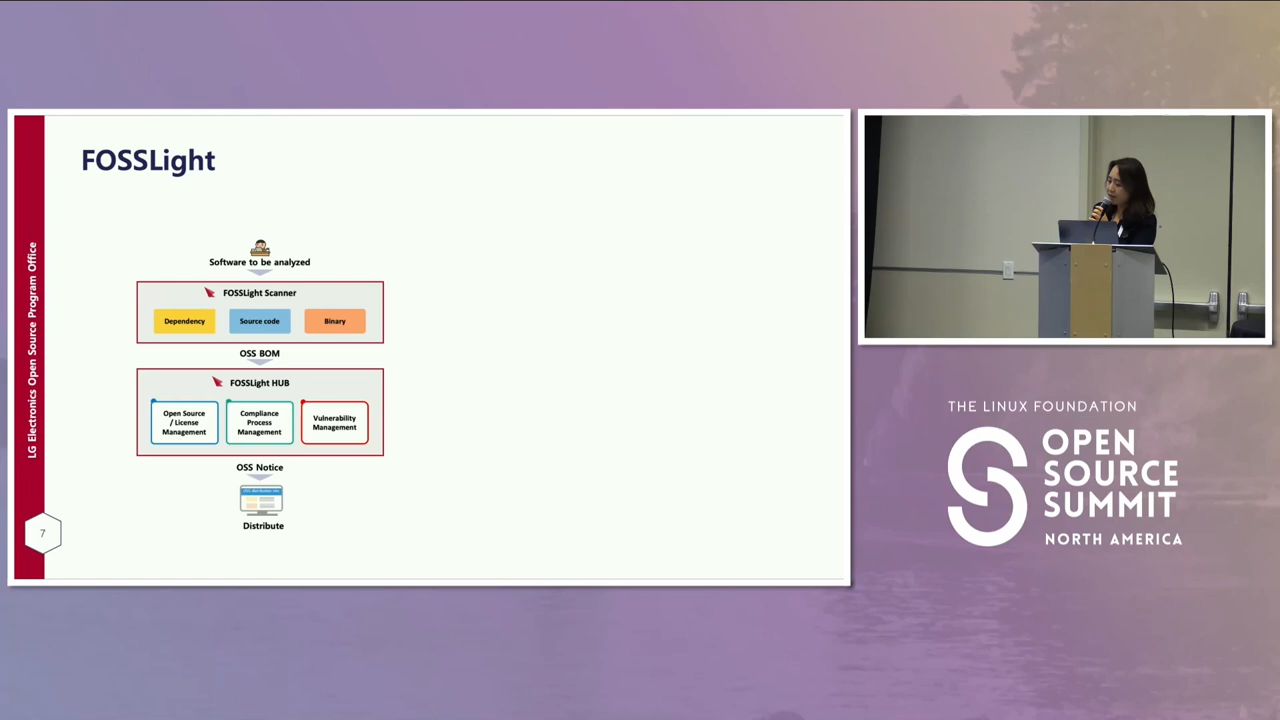 FOSSLight
LG Electronics Open Source Program Office
Software to be analyzed
FOSSLight Scanner
Dependency
Source code
Binary
OSS BOM
FOSSLight HUB
Open Source
/ License
Management
Compliance
Process
Management
Vulnerability
Management
OSS Notice
Distribute
7
THE LINUX FOUNDATION
OPEN
SOURCE
SUMMIT
NORTH AMERICA